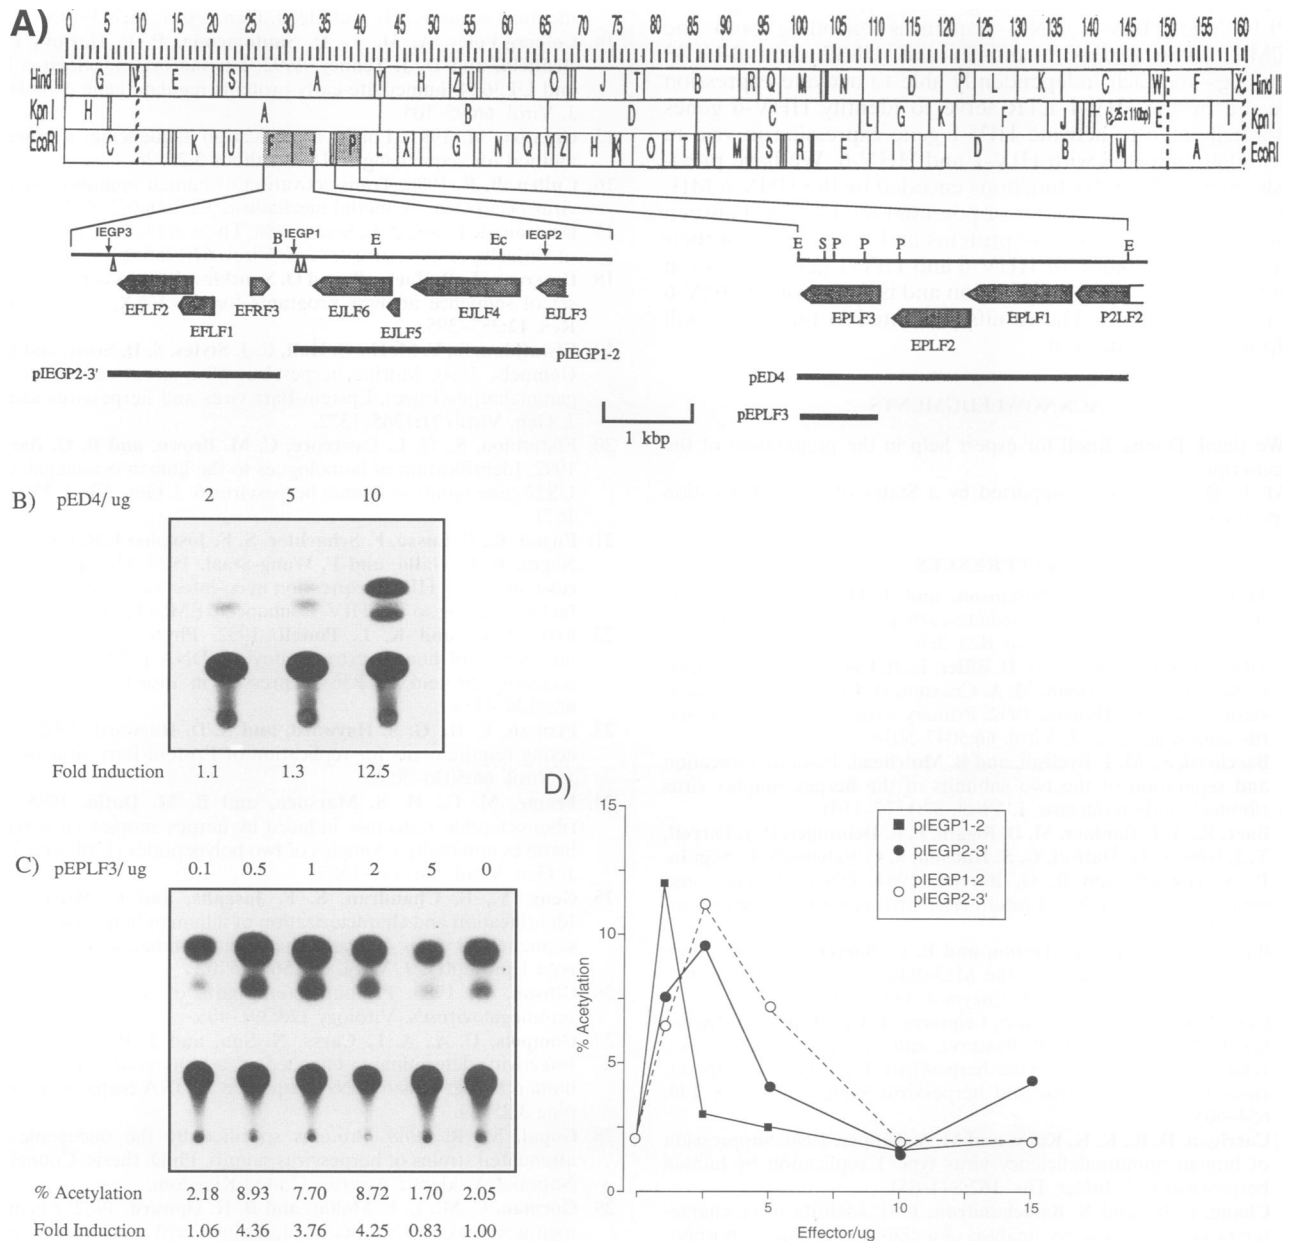 A)
0 5 10 15 20 25 30 35 40 45 50 55 60 65 70 75 80 85 90 95 100 105 110 115 120 125 130 135 140 145 150 155 160
Hind III G V E S A Y H Z U L O J T B R Q M N D P K C W F X Hind III
Kpn I H A B D C L G K F J E I Kpn I
EcoRI C K U F J P L X G N Q Y Z H K O T V M S R E D B W A EcoRI
IEGP3 B IEGP1 E Ec IEGP2 E S P P P E
EFLF2 EFRF3 EJLF6 EJLF4 EJLF3 EPLF3 EPLF1 P2LF2
EFLF1 EJLF5 EPLF2
pIEGP1-2
pIEGP2-3'
pED4
pEPLF3
1 kbp
B) pED4/ ug 2 5 10
Fold Induction 1.1 1.3 12.5
C) pEPLF3/ ug 0.1 0.5 1 2 5 0
% Acetylation 2.18 8.93 7.70 8.72 1.70 2.05
Fold Induction 1.06 4.36 3.76 4.25 0.83 1.00
D)
15
10
5
0
% Acetylation
pIEGP1-2
pIEGP2-3'
pIEGP1-2
pIEGP2-3'
5 10 15
Effector/ug